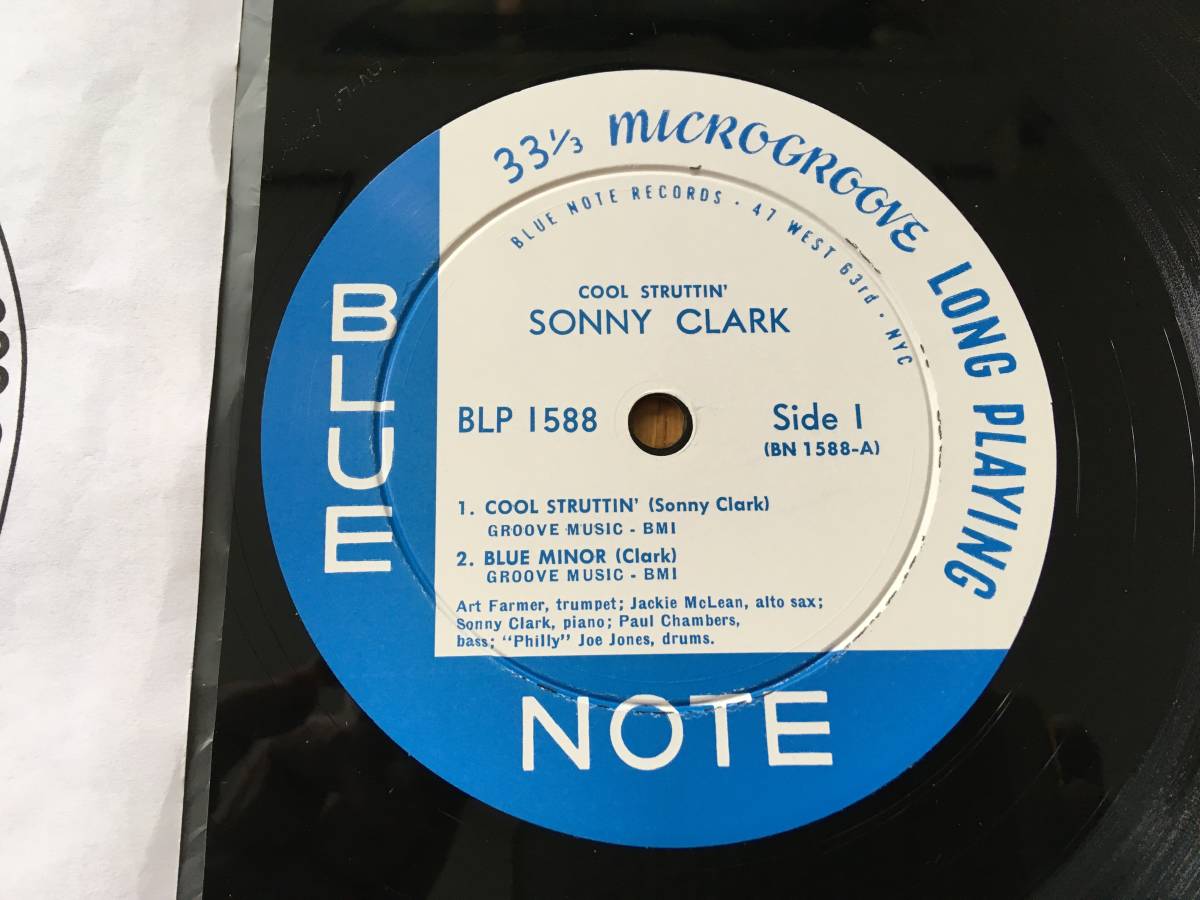 33⅓ MICROGROOVE LONG PLAYING
BLUE NOTE RECORDS · 47 WEST 63rd · NYC
COOL STRUTTIN'
SONNY CLARK
BLP 1588
Side 1
(BN 1588-A)
1. COOL STRUTTIN' (Sonny Clark)
GROOVE MUSIC - BMI
2. BLUE MINOR (Clark)
GROOVE MUSIC - BMI
Art Farmer, trumpet; Jackie McLean, alto sax;
Sonny Clark, piano; Paul Chambers,
bass; "Philly" Joe Jones, drums.
BLUE
NOTE